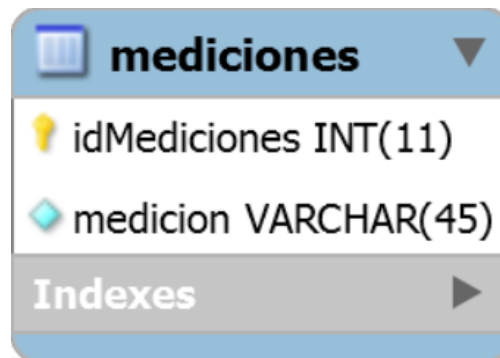 mediciones
idMediciones INT(11)
medicion VARCHAR(45)
Indexes